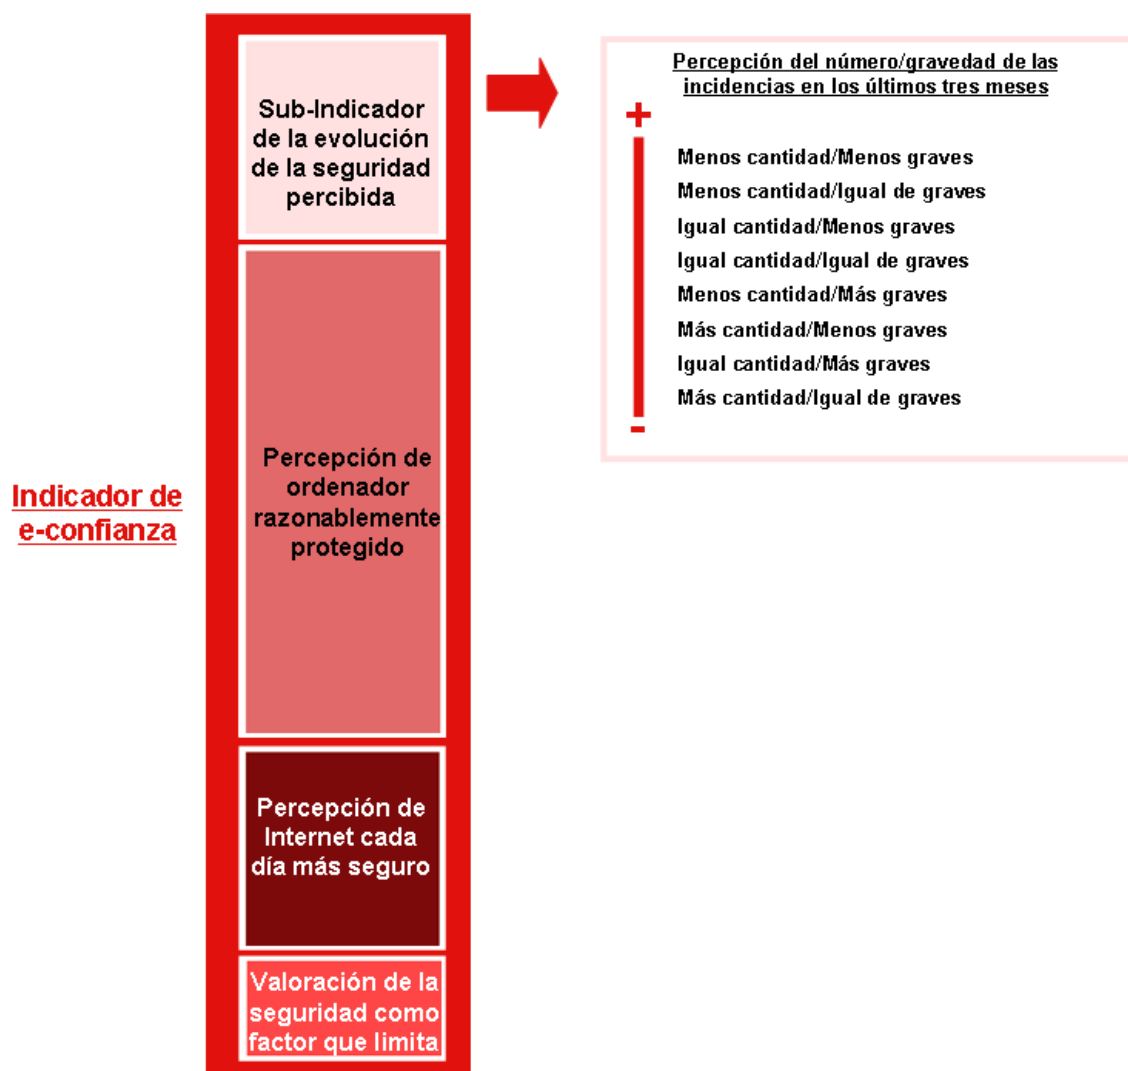 Sub-Indicador
de la evolución
de la seguridad
percibida
Percepción del número/gravedad de las
incidencias en los últimos tres meses
+
Menos cantidad/Menos graves
Menos cantidad/Igual de graves
Igual cantidad/Menos graves
Igual cantidad/Igual de graves
Menos cantidad/Más graves
Más cantidad/Menos graves
Igual cantidad/Más graves
Más cantidad/Igual de graves
-
Indicador de
e-confianza
Percepción de
ordenador
razonablemente
protegido
Percepción de
Internet cada
día más seguro
Valoración de la
seguridad como
factor que limita